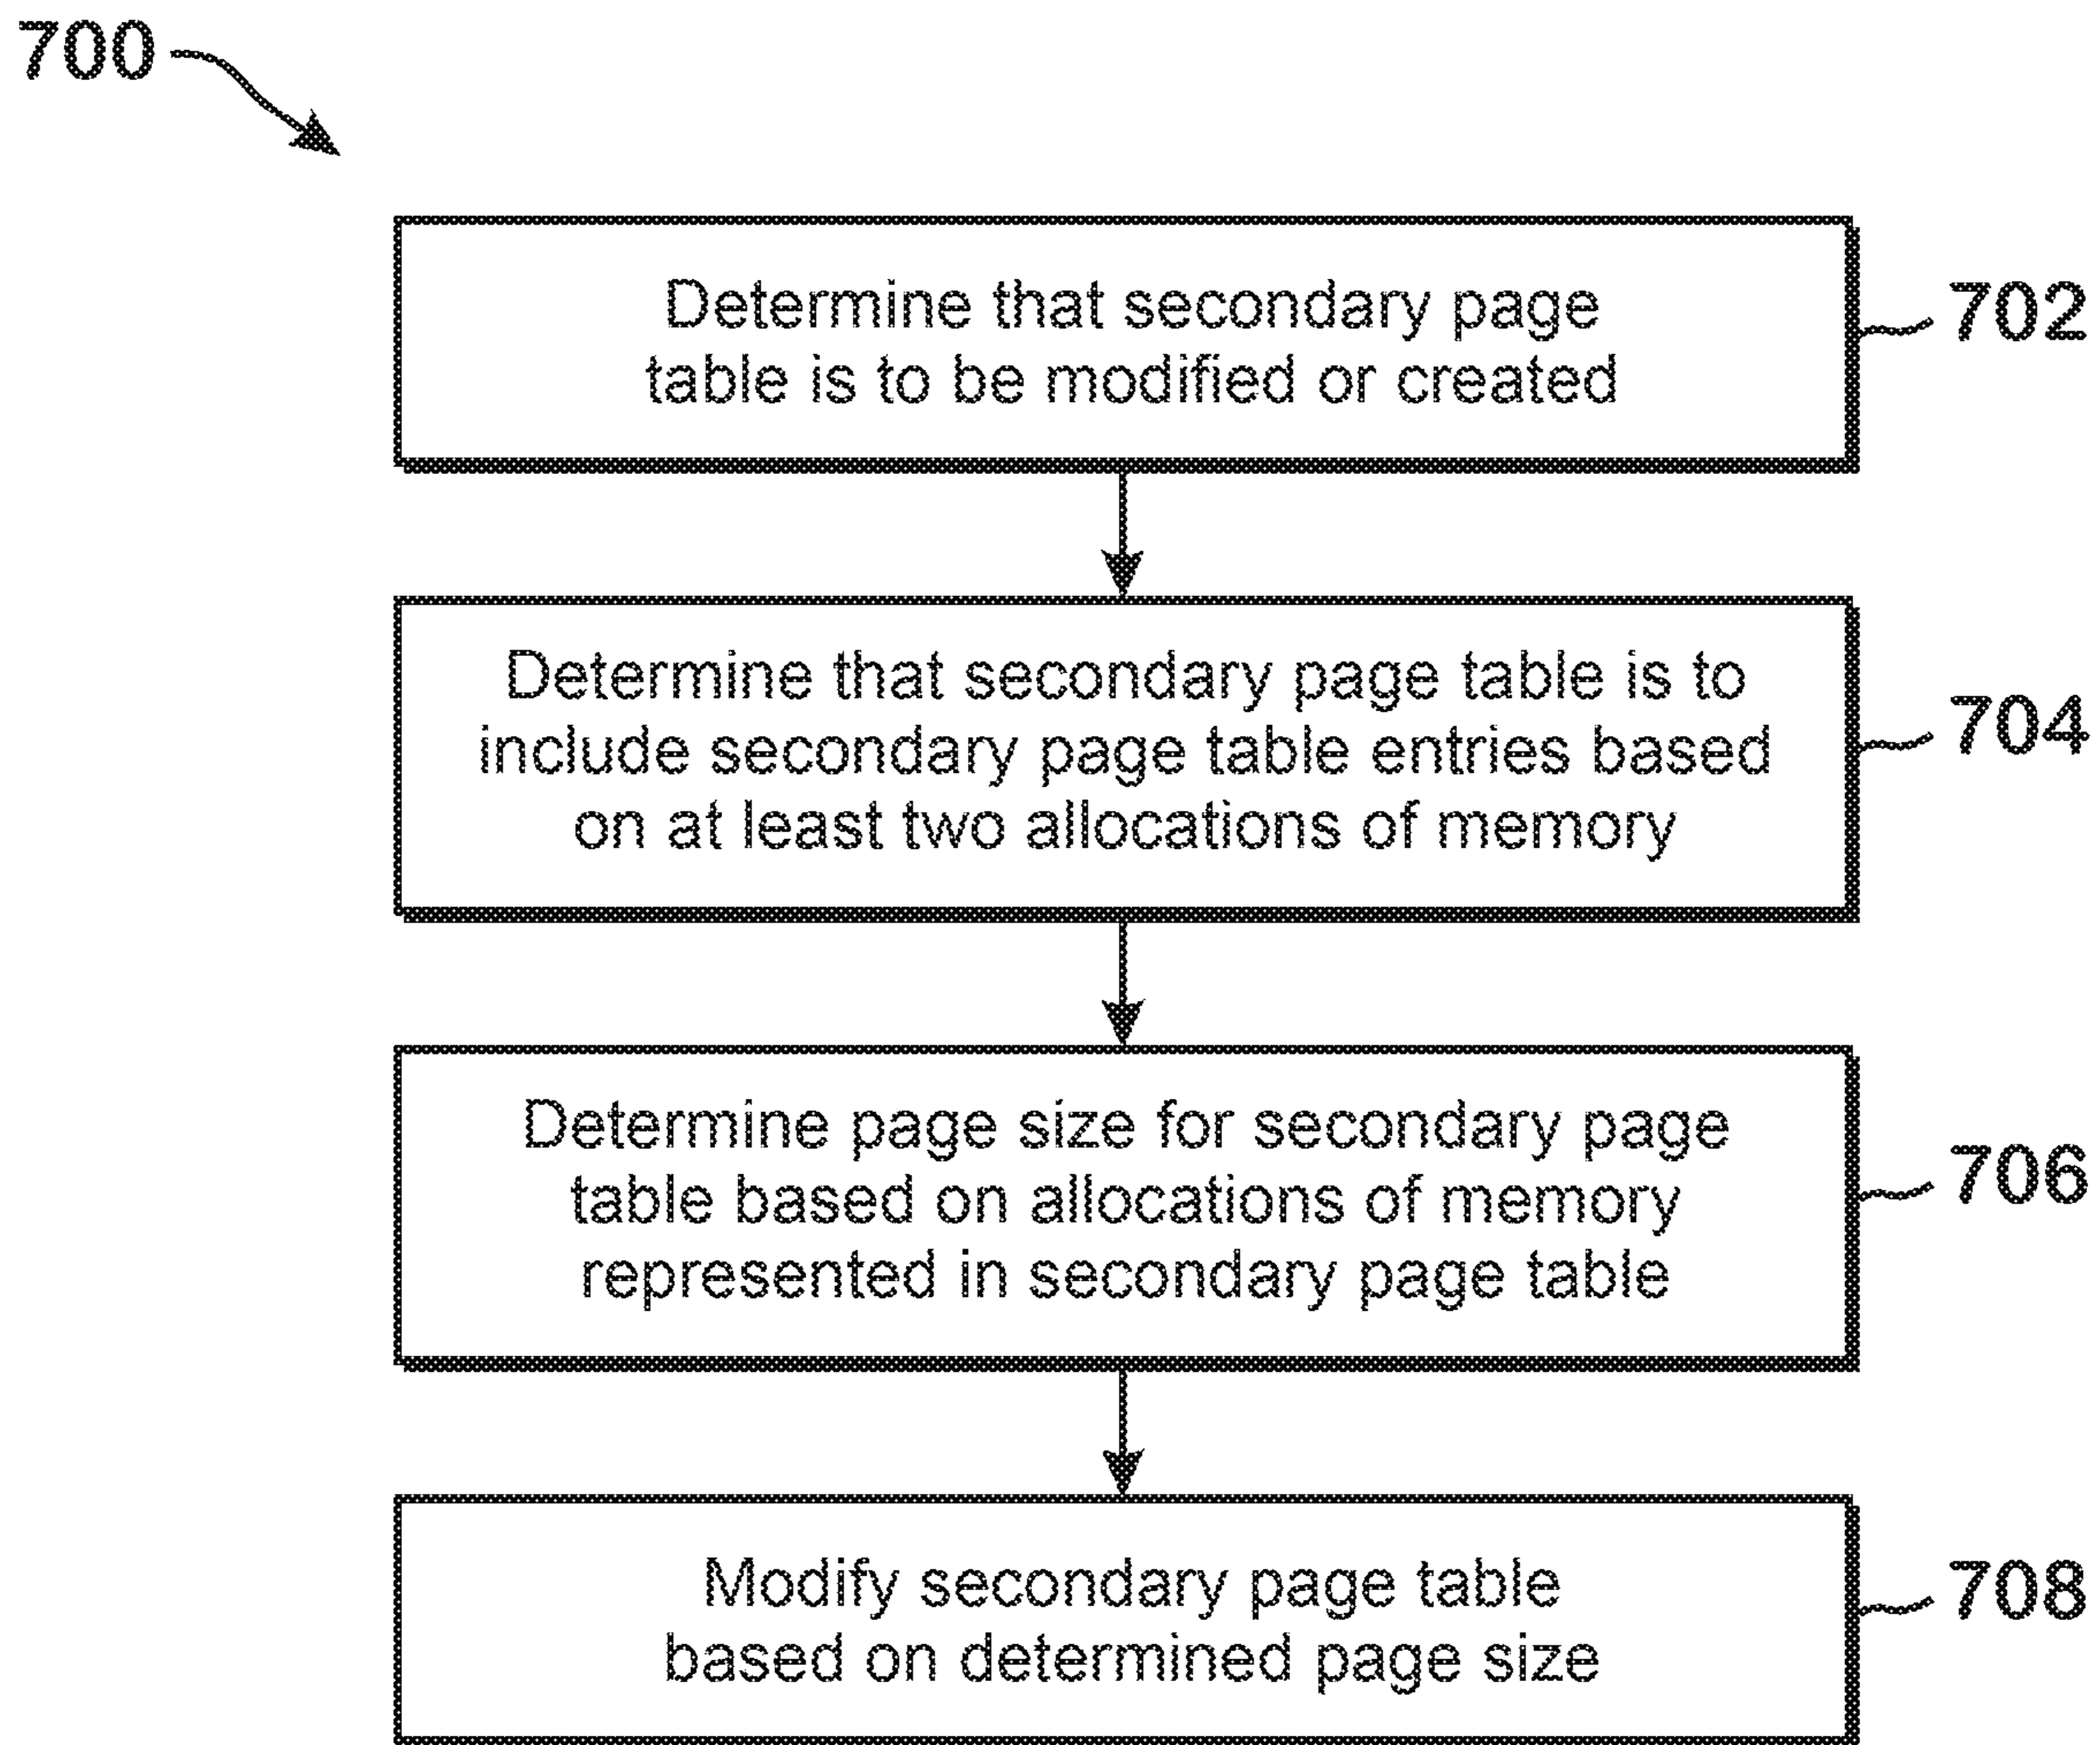 700
Determine that secondary page
table is to be modified or created
702
Determine that secondary page table is to
include secondary page table entries based
on at least two allocations of memory
704
Determine page size for secondary page
table based on allocations of memory
represented in secondary page table
706
Modify secondary page table
based on determined page size
708